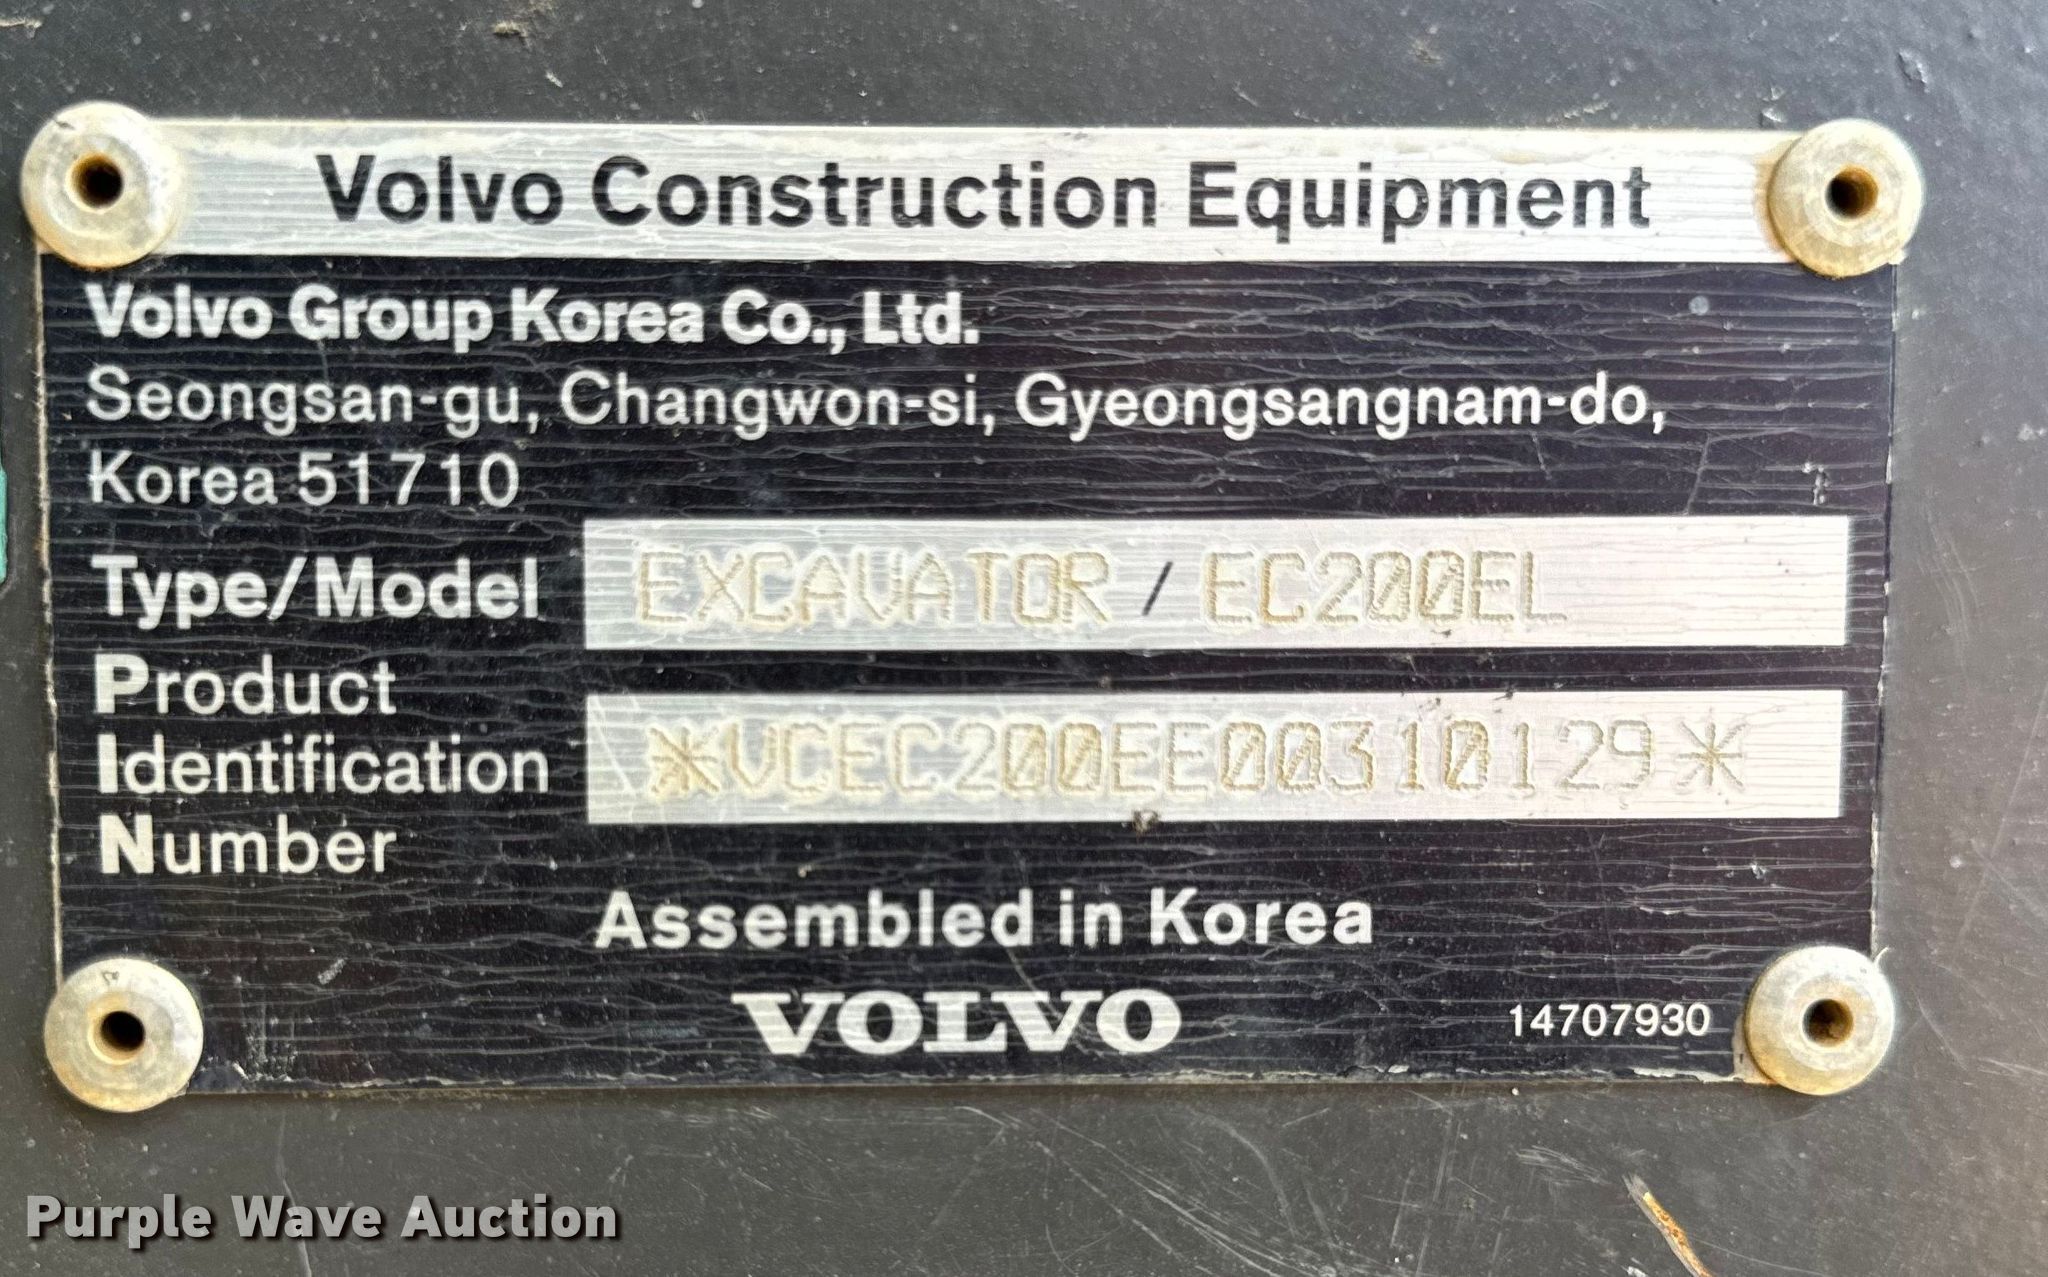 Volvo Construction Equipment
Volvo Group Korea Co., Ltd.
Seongsan-gu, Changwon-si, Gyeongsangnam-do,
Korea 51710
Type/Model EXCAVATOR / EC200EL
Product
Identification *VCEC200EE00310129*
Number
Assembled in Korea
VOLVO
14707930
Purple Wave Auction